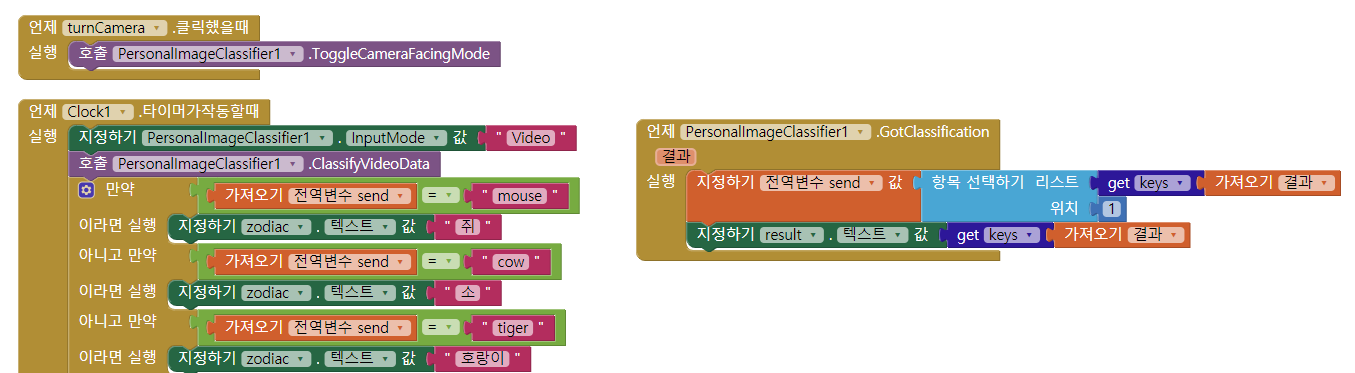 언제 turnCamera .클릭했을때
실행 호출 PersonalImageClassifier1 .ToggleCameraFacingMode
언제 Clock1 .타이머가작동할때
실행 지정하기 PersonalImageClassifier1 . InputMode 값 " Video "
호출 PersonalImageClassifier1 .ClassifyVideoData
만약 가져오기 전역변수 send = " mouse "
이라면 실행 지정하기 zodiac . 텍스트 값 " 쥐 "
아니고 만약 가져오기 전역변수 send = " cow "
이라면 실행 지정하기 zodiac . 텍스트 값 " 소 "
아니고 만약 가져오기 전역변수 send = " tiger "
이라면 실행 지정하기 zodiac . 텍스트 값 " 호랑이 "
언제 PersonalImageClassifier1 .GotClassification
결과
실행 지정하기 전역변수 send 값 항목 선택하기 리스트 get keys 가져오기 결과
위치 1
지정하기 result . 텍스트 값 get keys 가져오기 결과